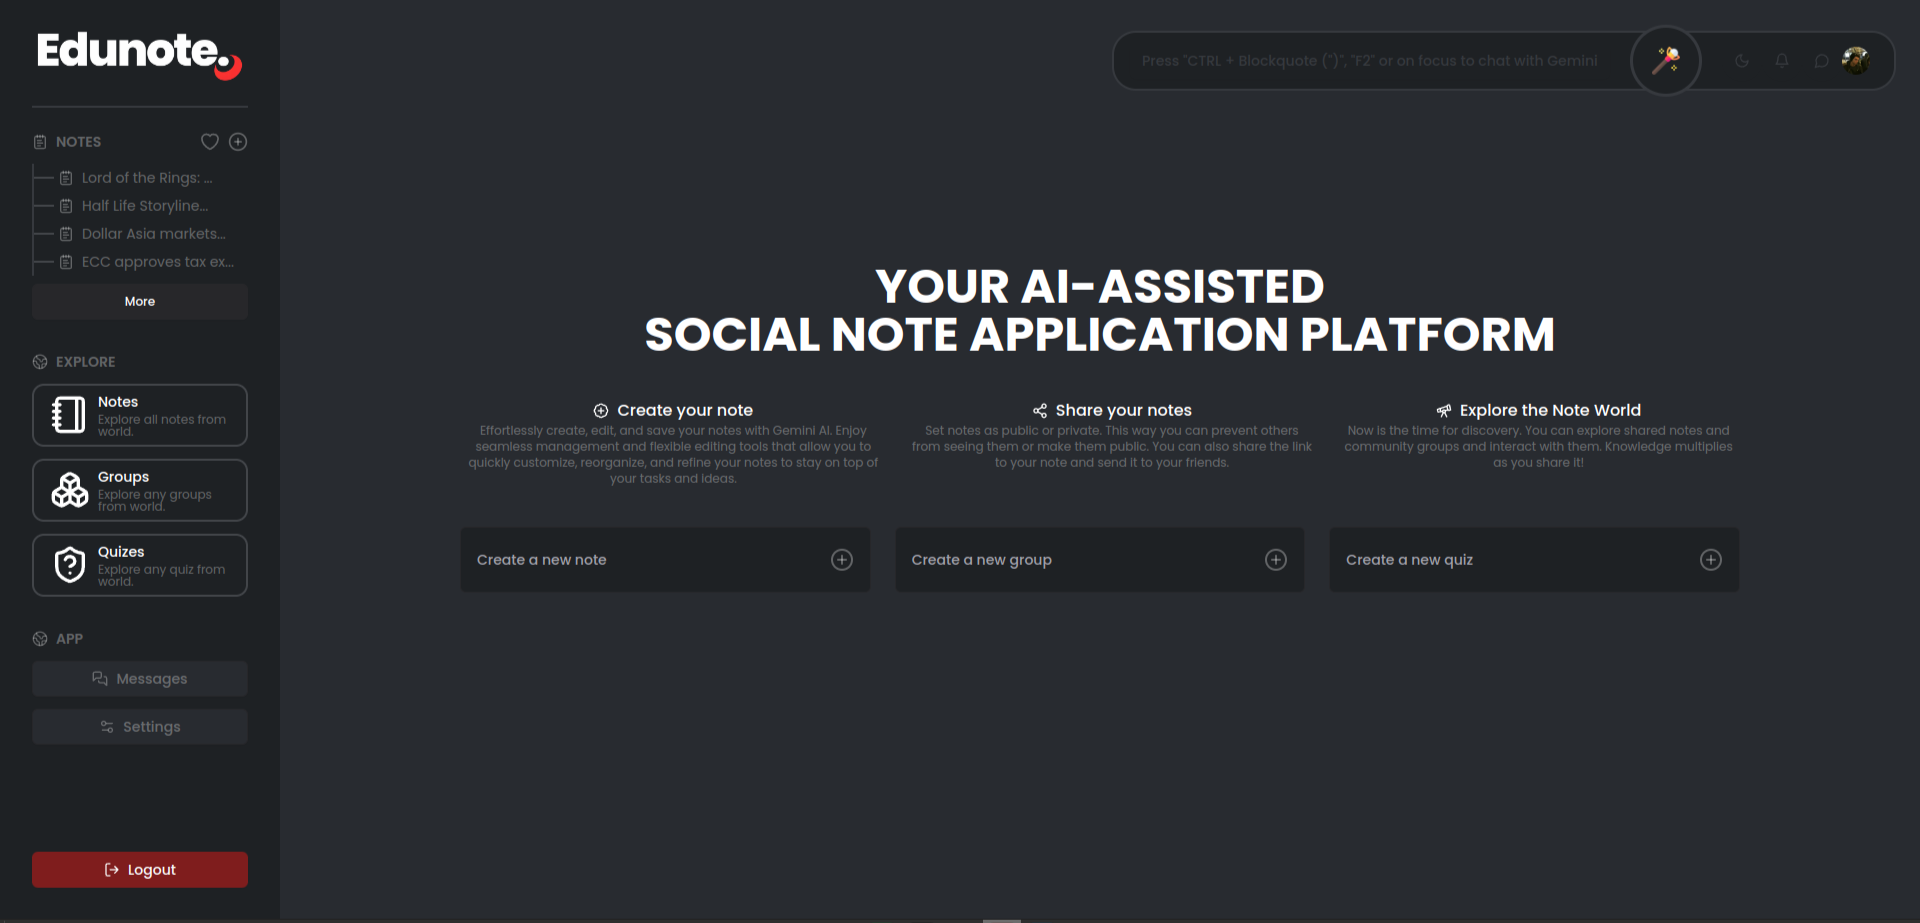 Edunote.
NOTES
Lord of the Rings: ...
Half Life Storyline...
Dollar Asia markets...
ECC approves tax ex...
More
EXPLORE
Notes
Explore all notes from
world.
Groups
Explore any groups
from world.
Quizes
Explore any quiz from
world.
APP
Messages
Settings
Logout
Press "CTRL + Blockquote (")", "F2" or on focus to chat with Gemini
YOUR AI-ASSISTED
SOCIAL NOTE APPLICATION PLATFORM
Create your note
Effortlessly create, edit, and save your notes with Gemini AI. Enjoy
seamless management and flexible editing tools that allow you to
quickly customize, reorganize, and refine your notes to stay on top of
your tasks and ideas.
Share your notes
Set notes as public or private. This way you can prevent others
from seeing them or make them public. You can also share the link
to your note and send it to your friends.
Explore the Note World
Now is the time for discovery. You can explore shared notes and
community groups and interact with them. Knowledge multiplies
as you share it!
Create a new note
Create a new group
Create a new quiz